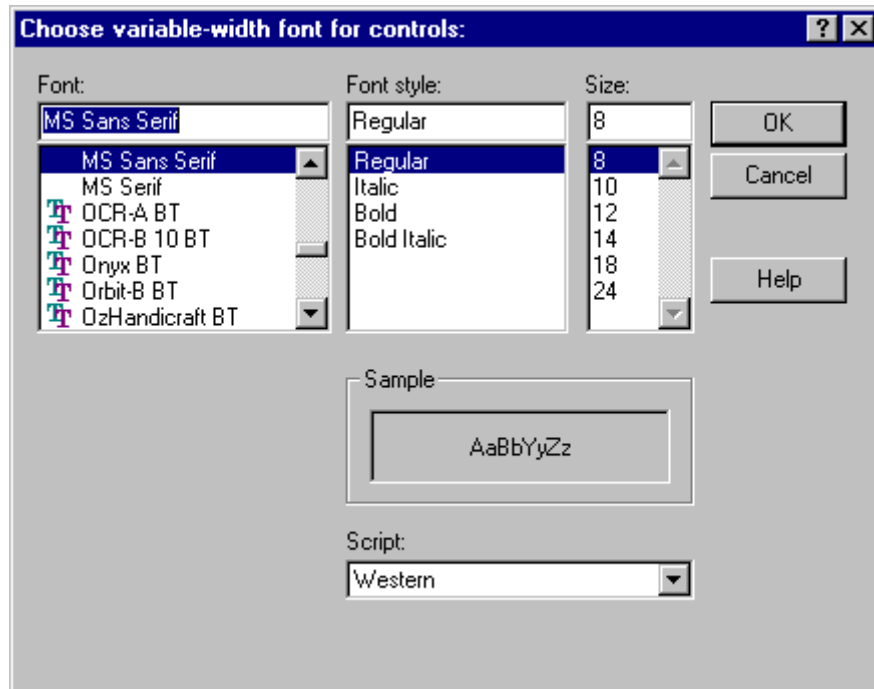 Choose variable-width font for controls:
Font:
MS Sans Serif
MS Sans Serif
MS Serif
OCR-A BT
OCR-B 10 BT
Onyx BT
Orbit-B BT
OzHandicraft BT
Font style:
Regular
Regular
Italic
Bold
Bold Italic
Size:
8
8
10
12
14
18
24
OK
Cancel
Help
Sample
AaBbYyZz
Script:
Western